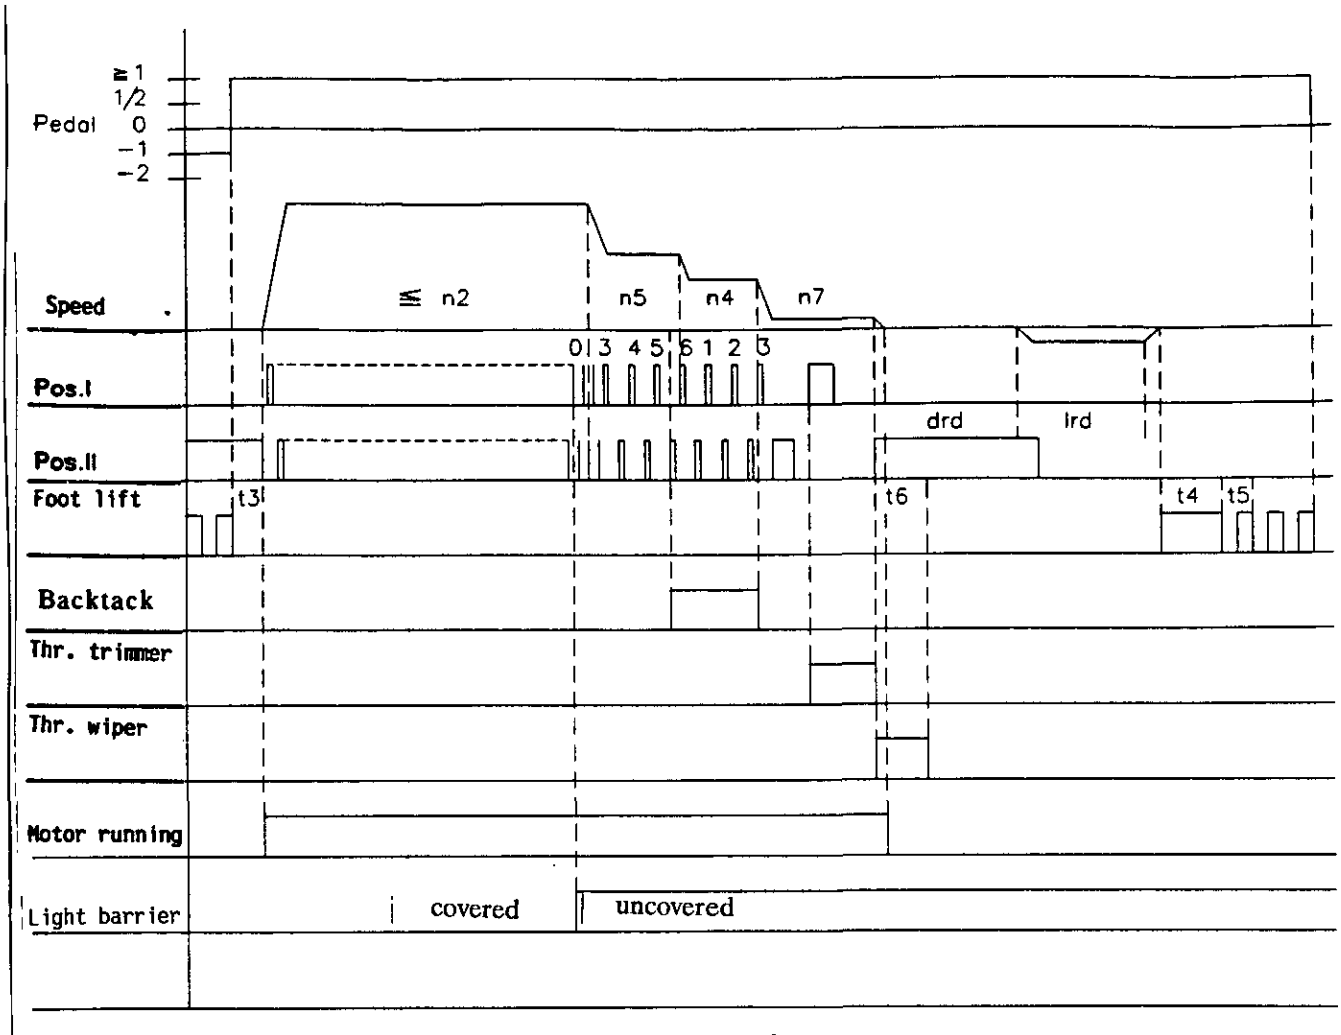 ≧ 1
1/2
Pedal 0
-1
-2
Speed ≦ n2 n5 n4 n7
0 3 4 5 6 1 2 3
Pos.I
drd Ird
Pos.II
Foot lift t3 t6 t4 t5
Backtack
Thr. trimmer
Thr. wiper
Motor running
Light barrier covered uncovered